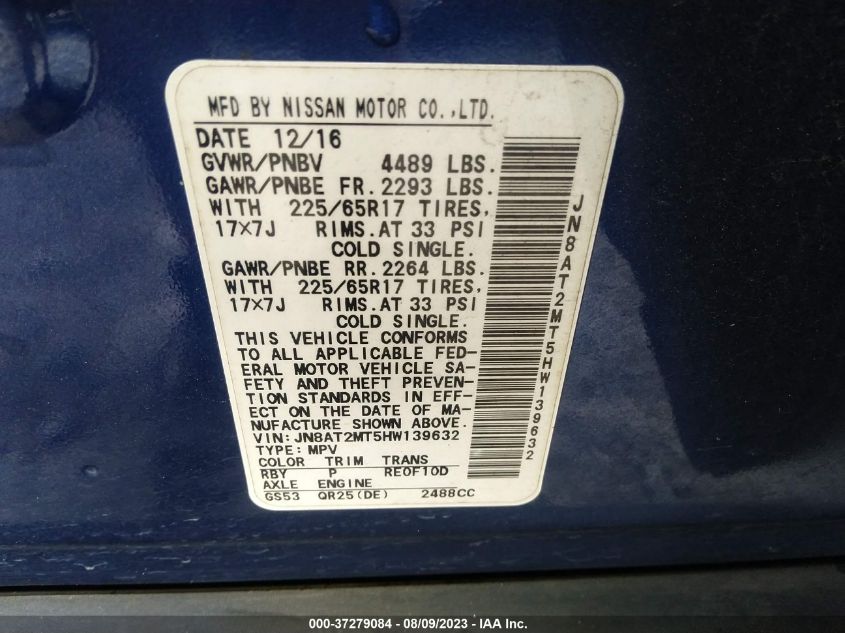 MFD BY NISSAN MOTOR CO.,LTD.
DATE 12/16
GVWR/PNBV 4489 LBS.
GAWR/PNBE FR. 2293 LBS.
WITH 225/65R17 TIRES,
17×7J RIMS.AT 33 PSI
COLD SINGLE.
GAWR/PNBE RR. 2264 LBS.
WITH 225/65R17 TIRES,
17×7J RIMS.AT 33 PSI
COLD SINGLE.
THIS VEHICLE CONFORMS
TO ALL APPLICABLE FED-
ERAL MOTOR VEHICLE SA-
FETY AND THEFT PREVEN-
TION STANDARDS IN EFF-
ECT ON THE DATE OF MA-
NUFACTURE SHOWN ABOVE.
VIN:JN8AT2MT5HW139632
TYPE: MPV
COLOR TRIM TRANS
RBY P RE0F10D
AXLE ENGINE
GS53 QR25(DE) 2488CC
JN8AT2MT5HW139632
000-37279084 - 08/09/2023 - IAA Inc.